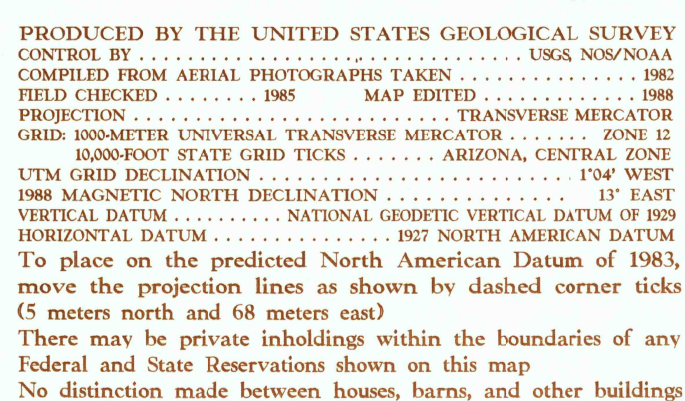 PRODUCED BY THE UNITED STATES GEOLOGICAL SURVEY
CONTROL BY . . . . . . . . . . . . . . . . . . . . . . . . . . . . . . . USGS, NOS/NOAA
COMPILED FROM AERIAL PHOTOGRAPHS TAKEN . . . . . . . . . . . . . . 1982
FIELD CHECKED . . . . . . . . 1985 MAP EDITED . . . . . . . . . . . . . 1988
PROJECTION . . . . . . . . . . . . . . . . . . . . . . . . . . . TRANSVERSE MERCATOR
GRID: 1000-METER UNIVERSAL TRANSVERSE MERCATOR . . . . . . . ZONE 12
10,000-FOOT STATE GRID TICKS . . . . . . . ARIZONA, CENTRAL ZONE
UTM GRID DECLINATION . . . . . . . . . . . . . . . . . . . . . . . . . . . . 1°04' WEST
1988 MAGNETIC NORTH DECLINATION . . . . . . . . . . . . . . 13° EAST
VERTICAL DATUM . . . . . . . . . . NATIONAL GEODETIC VERTICAL DATUM OF 1929
HORIZONTAL DATUM . . . . . . . . . . . . . . . 1927 NORTH AMERICAN DATUM
To place on the predicted North American Datum of 1983,
move the projection lines as shown by dashed corner ticks
(5 meters north and 68 meters east)
There may be private inholdings within the boundaries of any
Federal and State Reservations shown on this map
No distinction made between houses, barns, and other buildings